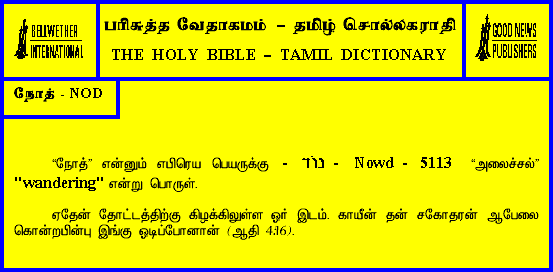 BELLWETHER
INTERNATIONAL
பரிசுத்த வேதாகமம் – தமிழ் சொல்லகராதி
THE HOLY BIBLE – TAMIL DICTIONARY
GOOD NEWS
PUBLISHERS
நோத் - NOD
“நோத்” என்னும் எபிரெய பெயருக்கு - נוֹד - Nowd - 5113 “அலைச்சல்”
"wandering" என்று பொருள்.
ஏதேன் தோட்டத்திற்கு கிழக்கிலுள்ள ஓர் இடம். காயீன் தன் சகோதரன் ஆபேலை
கொன்றபின்பு இங்கு ஓடிப்போனான் (ஆதி 4:16).